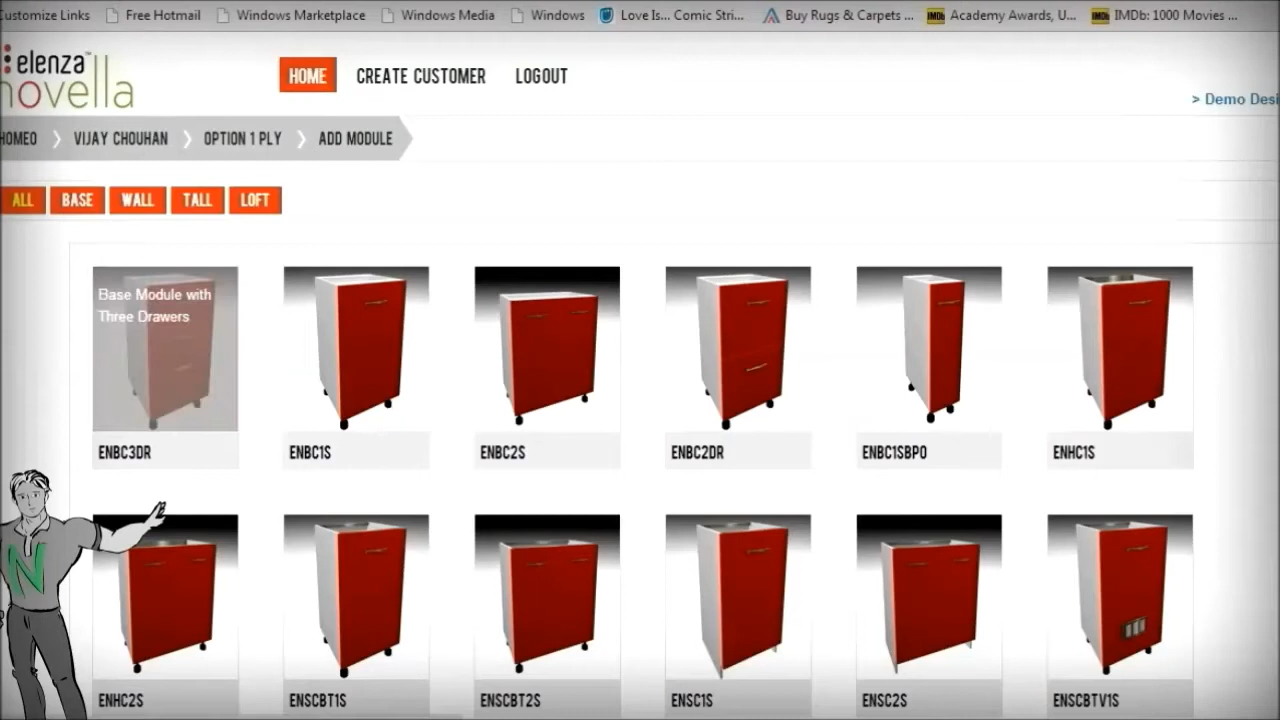 Customize Links Free Hotmail Windows Marketplace Windows Media Windows Love Is... Comic Stri... Buy Rugs & Carpets ... IMDb Academy Awards, U... IMDb IMDb: 1000 Movies ...
elenza™
novella
HOME CREATE CUSTOMER LOGOUT
> Demo Desi
HOMEO VIJAY CHOUHAN OPTION 1 PLY ADD MODULE
ALL BASE WALL TALL LOFT
Base Module with
Three Drawers
ENBC3DR ENBC1S ENBC2S ENBC2DR ENBC1SBPO ENHC1S
N
ENHC2S ENSCBT1S ENSCBT2S ENSC1S ENSC2S ENSCBTV1S